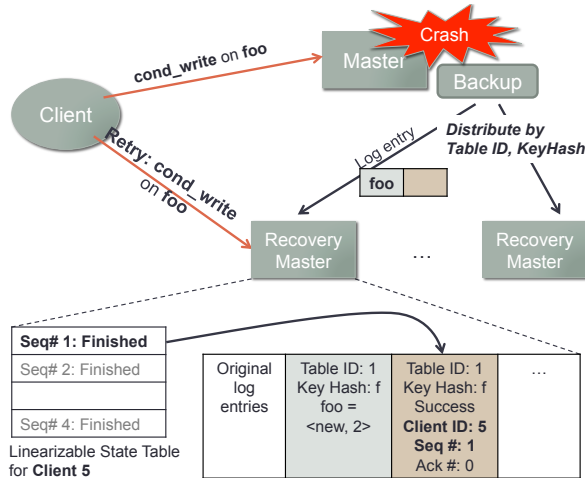 Crash
cond_write on foo
Master
Backup
Client
Distribute by
Table ID, KeyHash
Log entry
foo
Retry: cond_write
on foo
Recovery
Master
...
Recovery
Master
Seq# 1: Finished
Seq# 2: Finished
Seq# 4: Finished
Linearizable State Table
for Client 5
Original
log
entries
Table ID: 1
Key Hash: f
foo =
<new, 2>
Table ID: 1
Key Hash: f
Success
Client ID: 5
Seq #: 1
Ack #: 0
...